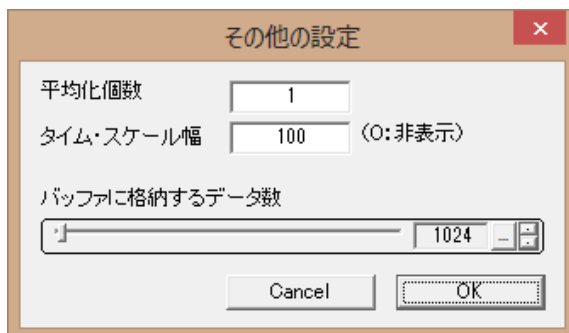 その他の設定
平均化個数 1
タイム・スケール幅 100 (0:非表示)
バッファに格納するデータ数
1024 ...
Cancel OK